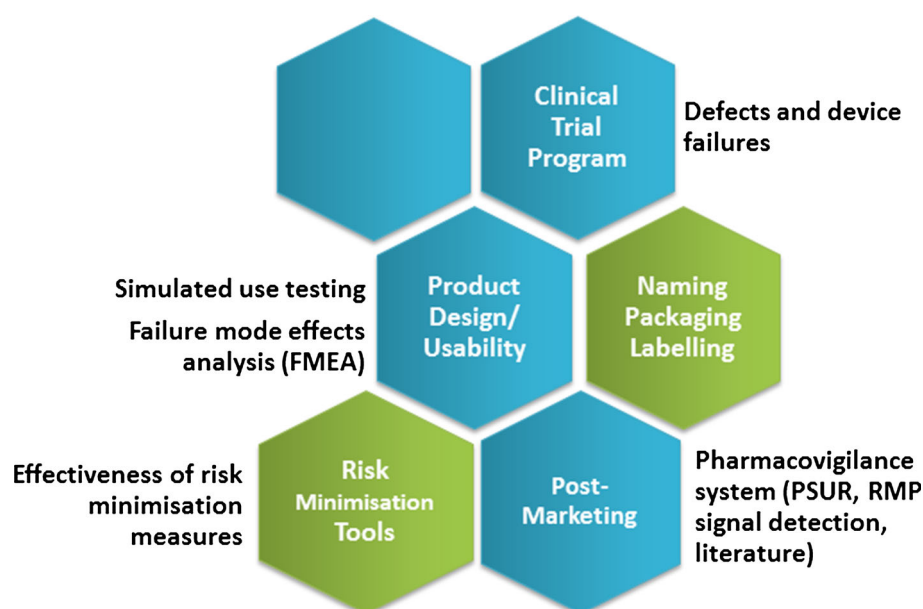 Clinical
Trial
Program
Defects and device
failures
Simulated use testing
Failure mode effects
analysis (FMEA)
Product
Design/
Usability
Naming
Packaging
Labelling
Effectiveness of risk
minimisation
measures
Risk
Minimisation
Tools
Post-
Marketing
Pharmacovigilance
system (PSUR, RMP
signal detection,
literature)